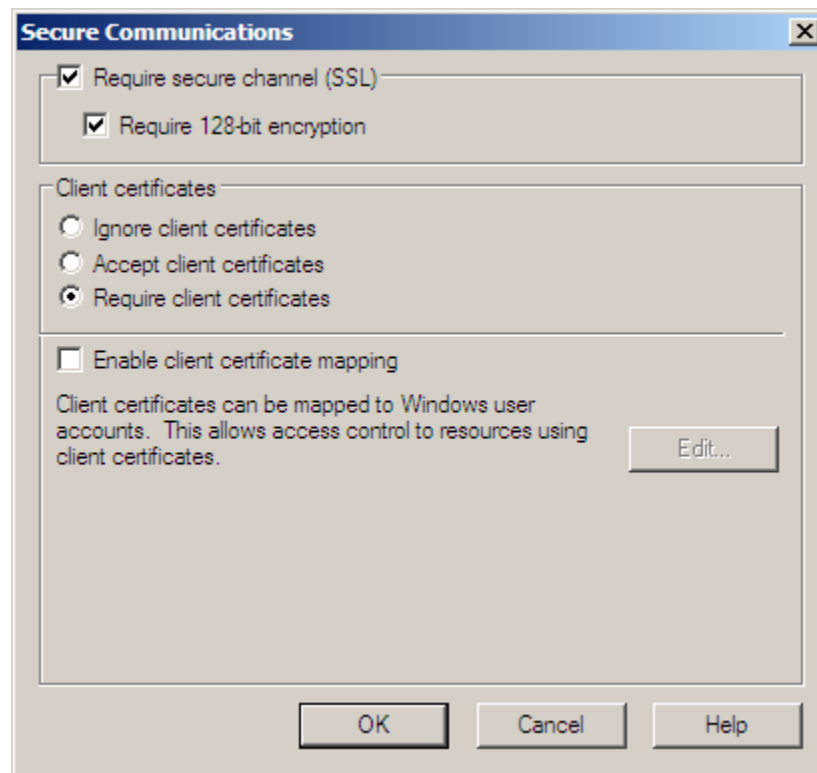 Secure Communications
Require secure channel (SSL)
Require 128-bit encryption
Client certificates
Ignore client certificates
Accept client certificates
Require client certificates
Enable client certificate mapping
Client certificates can be mapped to Windows user
accounts. This allows access control to resources using
client certificates.
Edit...
OK
Cancel
Help